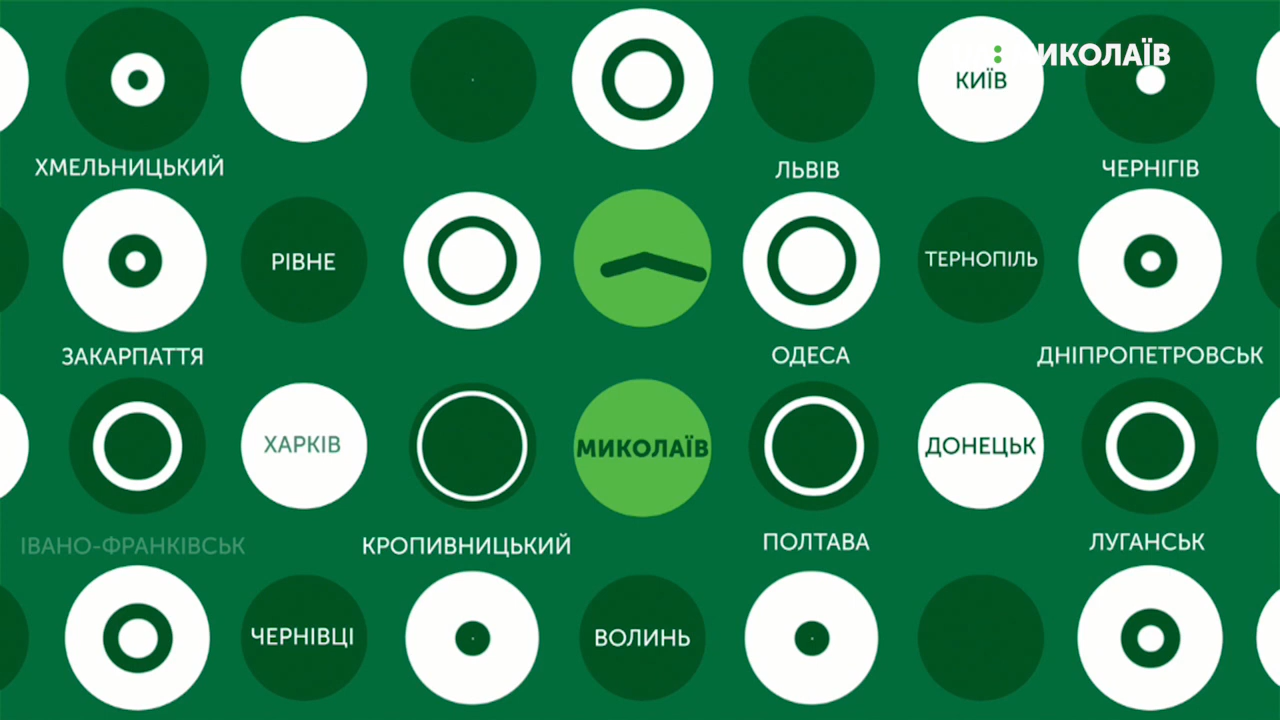 :МИКОЛАЇВ
КИЇВ
ХМЕЛЬНИЦЬКИЙ
ЛЬВІВ
ЧЕРНІГІВ
РІВНЕ
ТЕРНОПІЛЬ
ЗАКАРПАТТЯ
ОДЕСА
ДНІПРОПЕТРОВСЬК
ХАРКІВ
МИКОЛАЇВ
ДОНЕЦЬК
ІВАНО-ФРАНКІВСЬК
КРОПИВНИЦЬКИЙ
ПОЛТАВА
ЛУГАНСЬК
ЧЕРНІВЦІ
ВОЛИНЬ